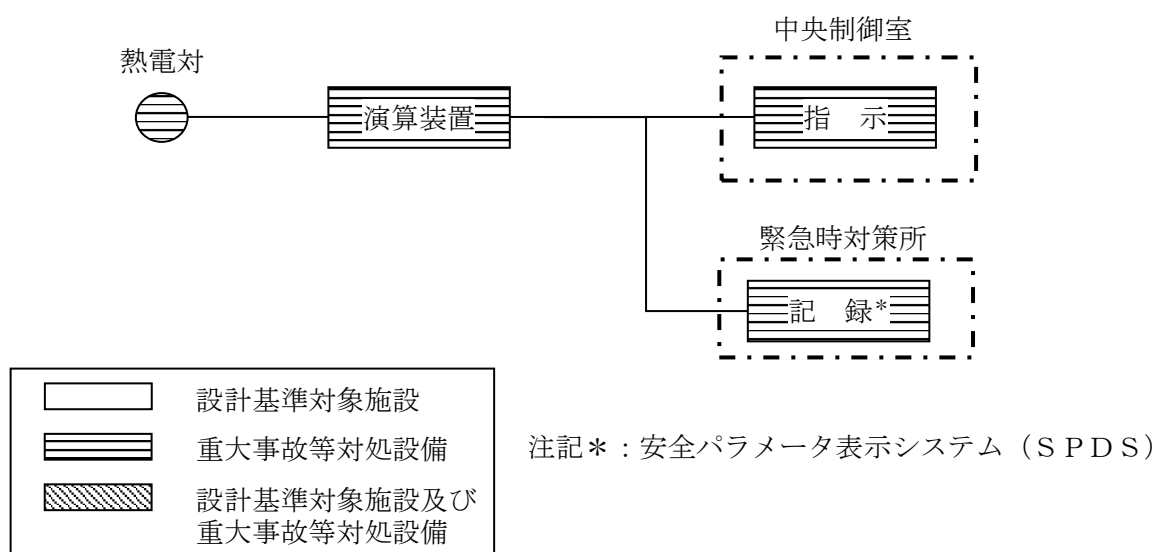 中央制御室
熱電対
演算装置
指　示
緊急時対策所
記　録*
設計基準対象施設
重大事故等対処設備
設計基準対象施設及び
重大事故等対処設備
注記＊：安全パラメータ表示システム（ＳＰＤＳ）